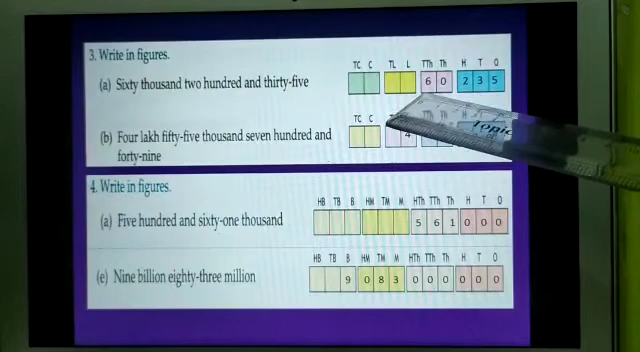 3. Write in figures.
TC C TL L TTh Th H T O
(a) Sixty thousand two hundred and thirty-five 6 0 2 3 5
TC C
(b) Four lakh fifty-five thousand seven hundred and 4 Topic
forty-nine
4. Write in figures.
HB TB B HM TM M HTh TTh Th H T O
(a) Five hundred and sixty-one thousand 5 6 1 0 0 0
HB TB B HM TM M HTh TTh Th H T O
(e) Nine billion eighty-three million 9 0 8 3 0 0 0 0 0 0